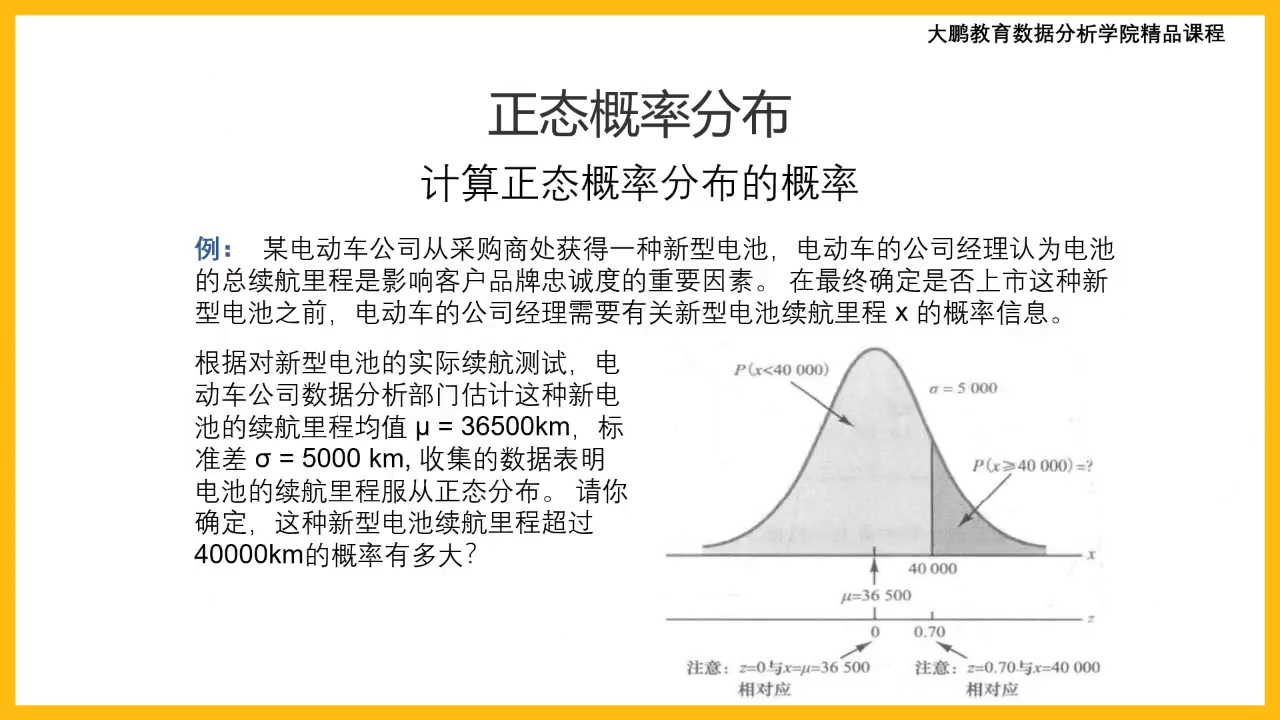 大鹏教育数据分析学院精品课程
正态概率分布
计算正态概率分布的概率
例： 某电动车公司从采购商处获得一种新型电池，电动车的公司经理认为电池
的总续航里程是影响客户品牌忠诚度的重要因素。 在最终确定是否上市这种新
型电池之前，电动车的公司经理需要有关新型电池续航里程 x 的概率信息。
根据对新型电池的实际续航测试，电
动车公司数据分析部门估计这种新电
池的续航里程均值 μ = 36500km，标
准差 σ = 5000 km, 收集的数据表明
电池的续航里程服从正态分布。 请你
确定，这种新型电池续航里程超过
40000km的概率有多大？
P(x<40 000)
σ = 5 000
P(x≥40 000)=?
x
40 000
μ=36 500
z
0 0.70
注意：z=0与x=μ=36 500
相对应
注意：z=0.70与x=40 000
相对应